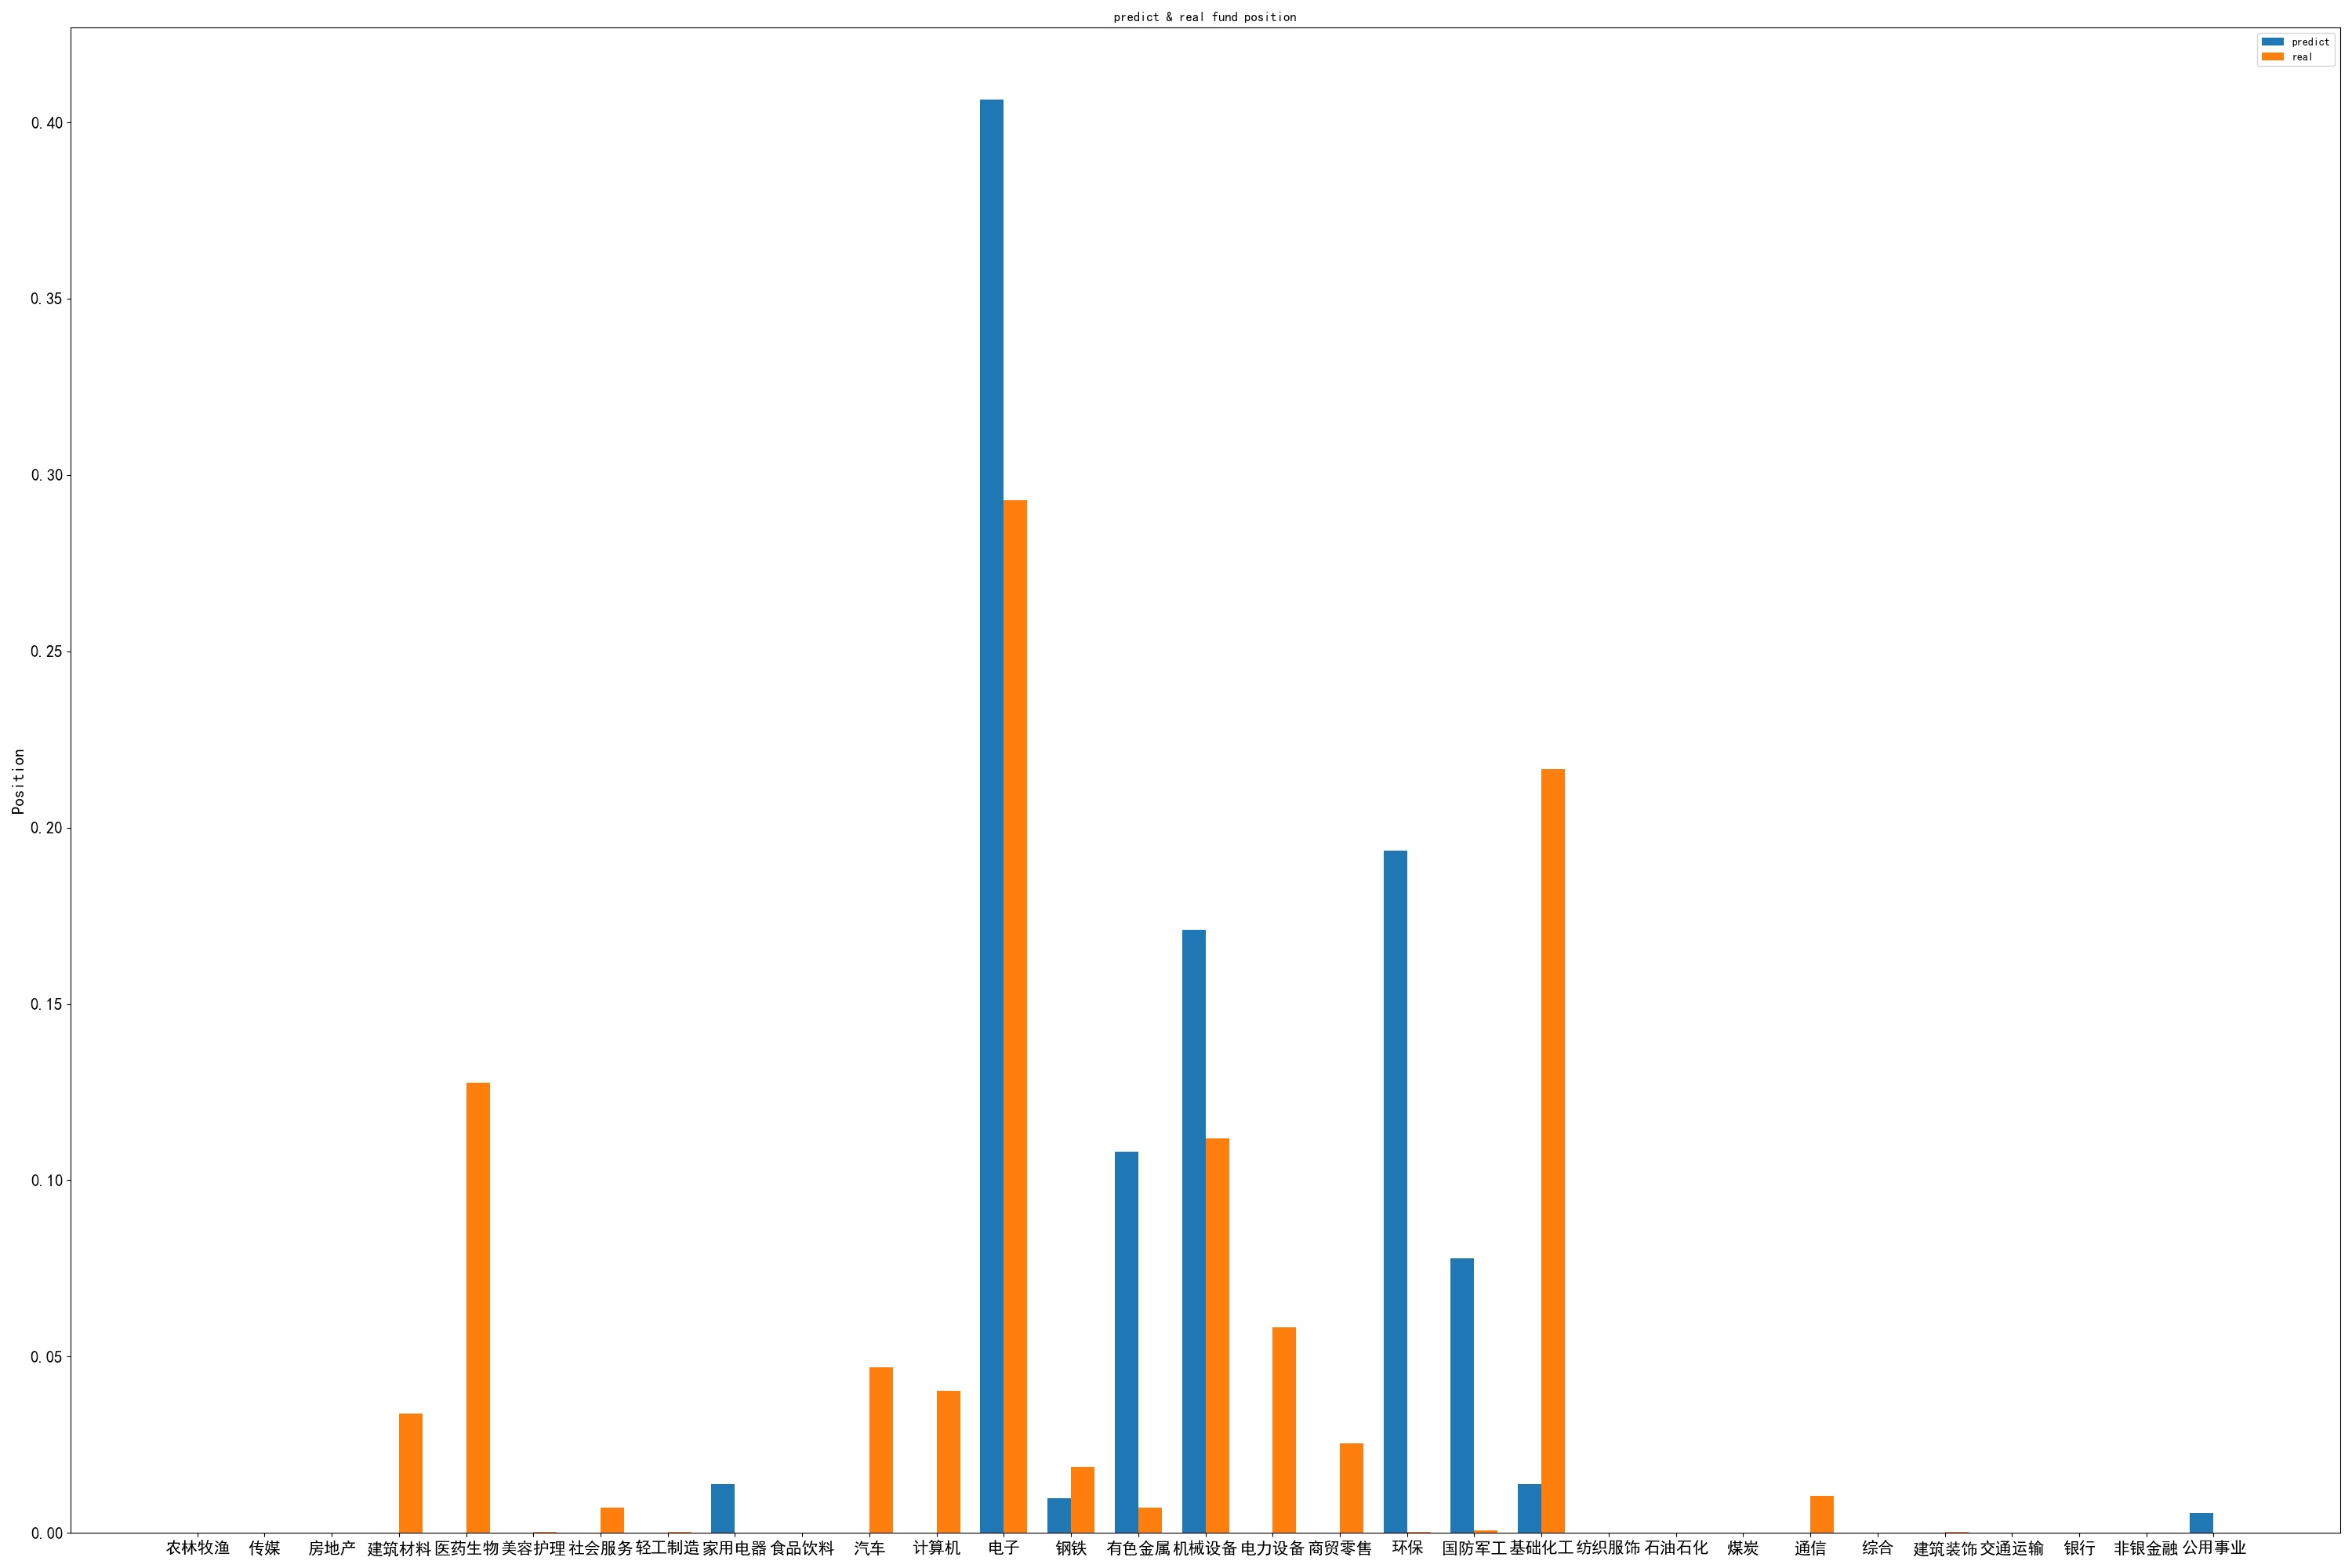 predict & real fund position
predict
real
0.40
0.35
0.30
0.25
0.20
0.15
0.10
0.05
0.00
Position
农林牧渔 传媒 房地产 建筑材料 医药生物 美容护理 社会服务 轻工制造 家用电器 食品饮料 汽车 计算机 电子 钢铁 有色金属 机械设备 电力设备 商贸零售 环保 国防军工 基础化工 纺织服饰 石油石化 煤炭 通信 综合 建筑装饰 交通运输 银行 非银金融 公用事业